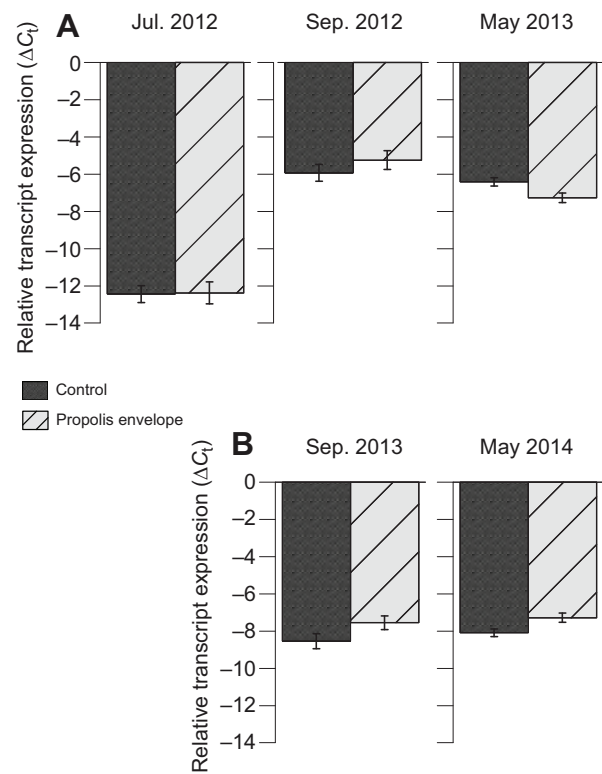 A
Jul. 2012
Sep. 2012
May 2013
Relative transcript expression (ΔCt)
0
–2
–4
–6
–8
–10
–12
–14
Control
Propolis envelope
B
Sep. 2013
May 2014
Relative transcript expression (ΔCt)
0
–2
–4
–6
–8
–10
–12
–14